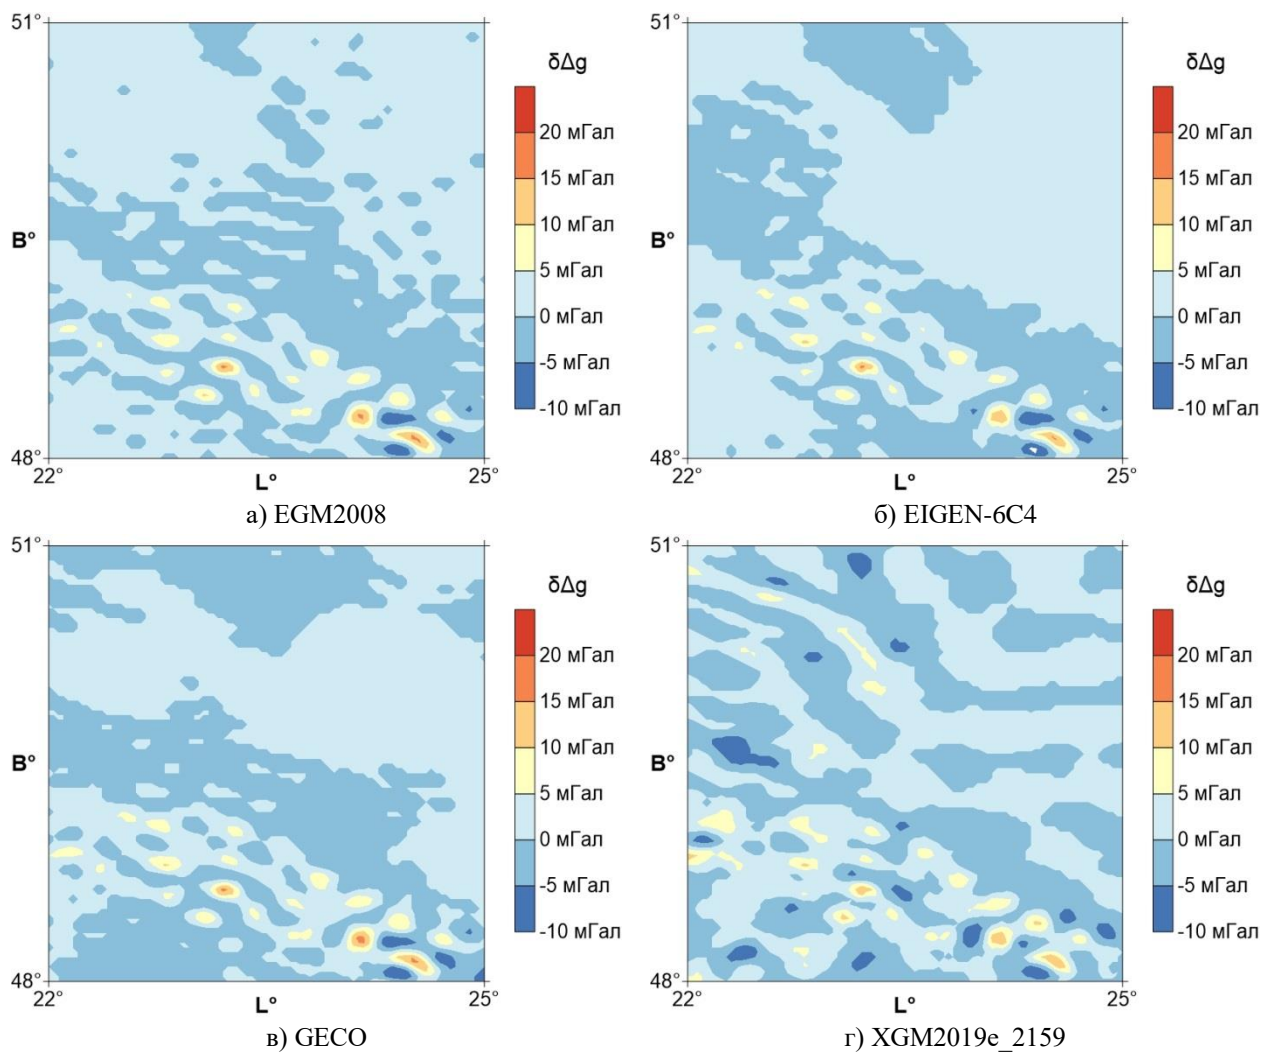 51°
δΔg
20 мГал
15 мГал
10 мГал
5 мГал
0 мГал
-5 мГал
-10 мГал
B°
48°
22°
L°
25°
а) EGM2008
51°
δΔg
20 мГал
15 мГал
10 мГал
5 мГал
0 мГал
-5 мГал
-10 мГал
B°
48°
22°
L°
25°
б) EIGEN-6C4
51°
δΔg
20 мГал
15 мГал
10 мГал
5 мГал
0 мГал
-5 мГал
-10 мГал
B°
48°
22°
L°
25°
в) GECO
51°
δΔg
20 мГал
15 мГал
10 мГал
5 мГал
0 мГал
-5 мГал
-10 мГал
B°
48°
22°
L°
25°
г) XGM2019e_2159